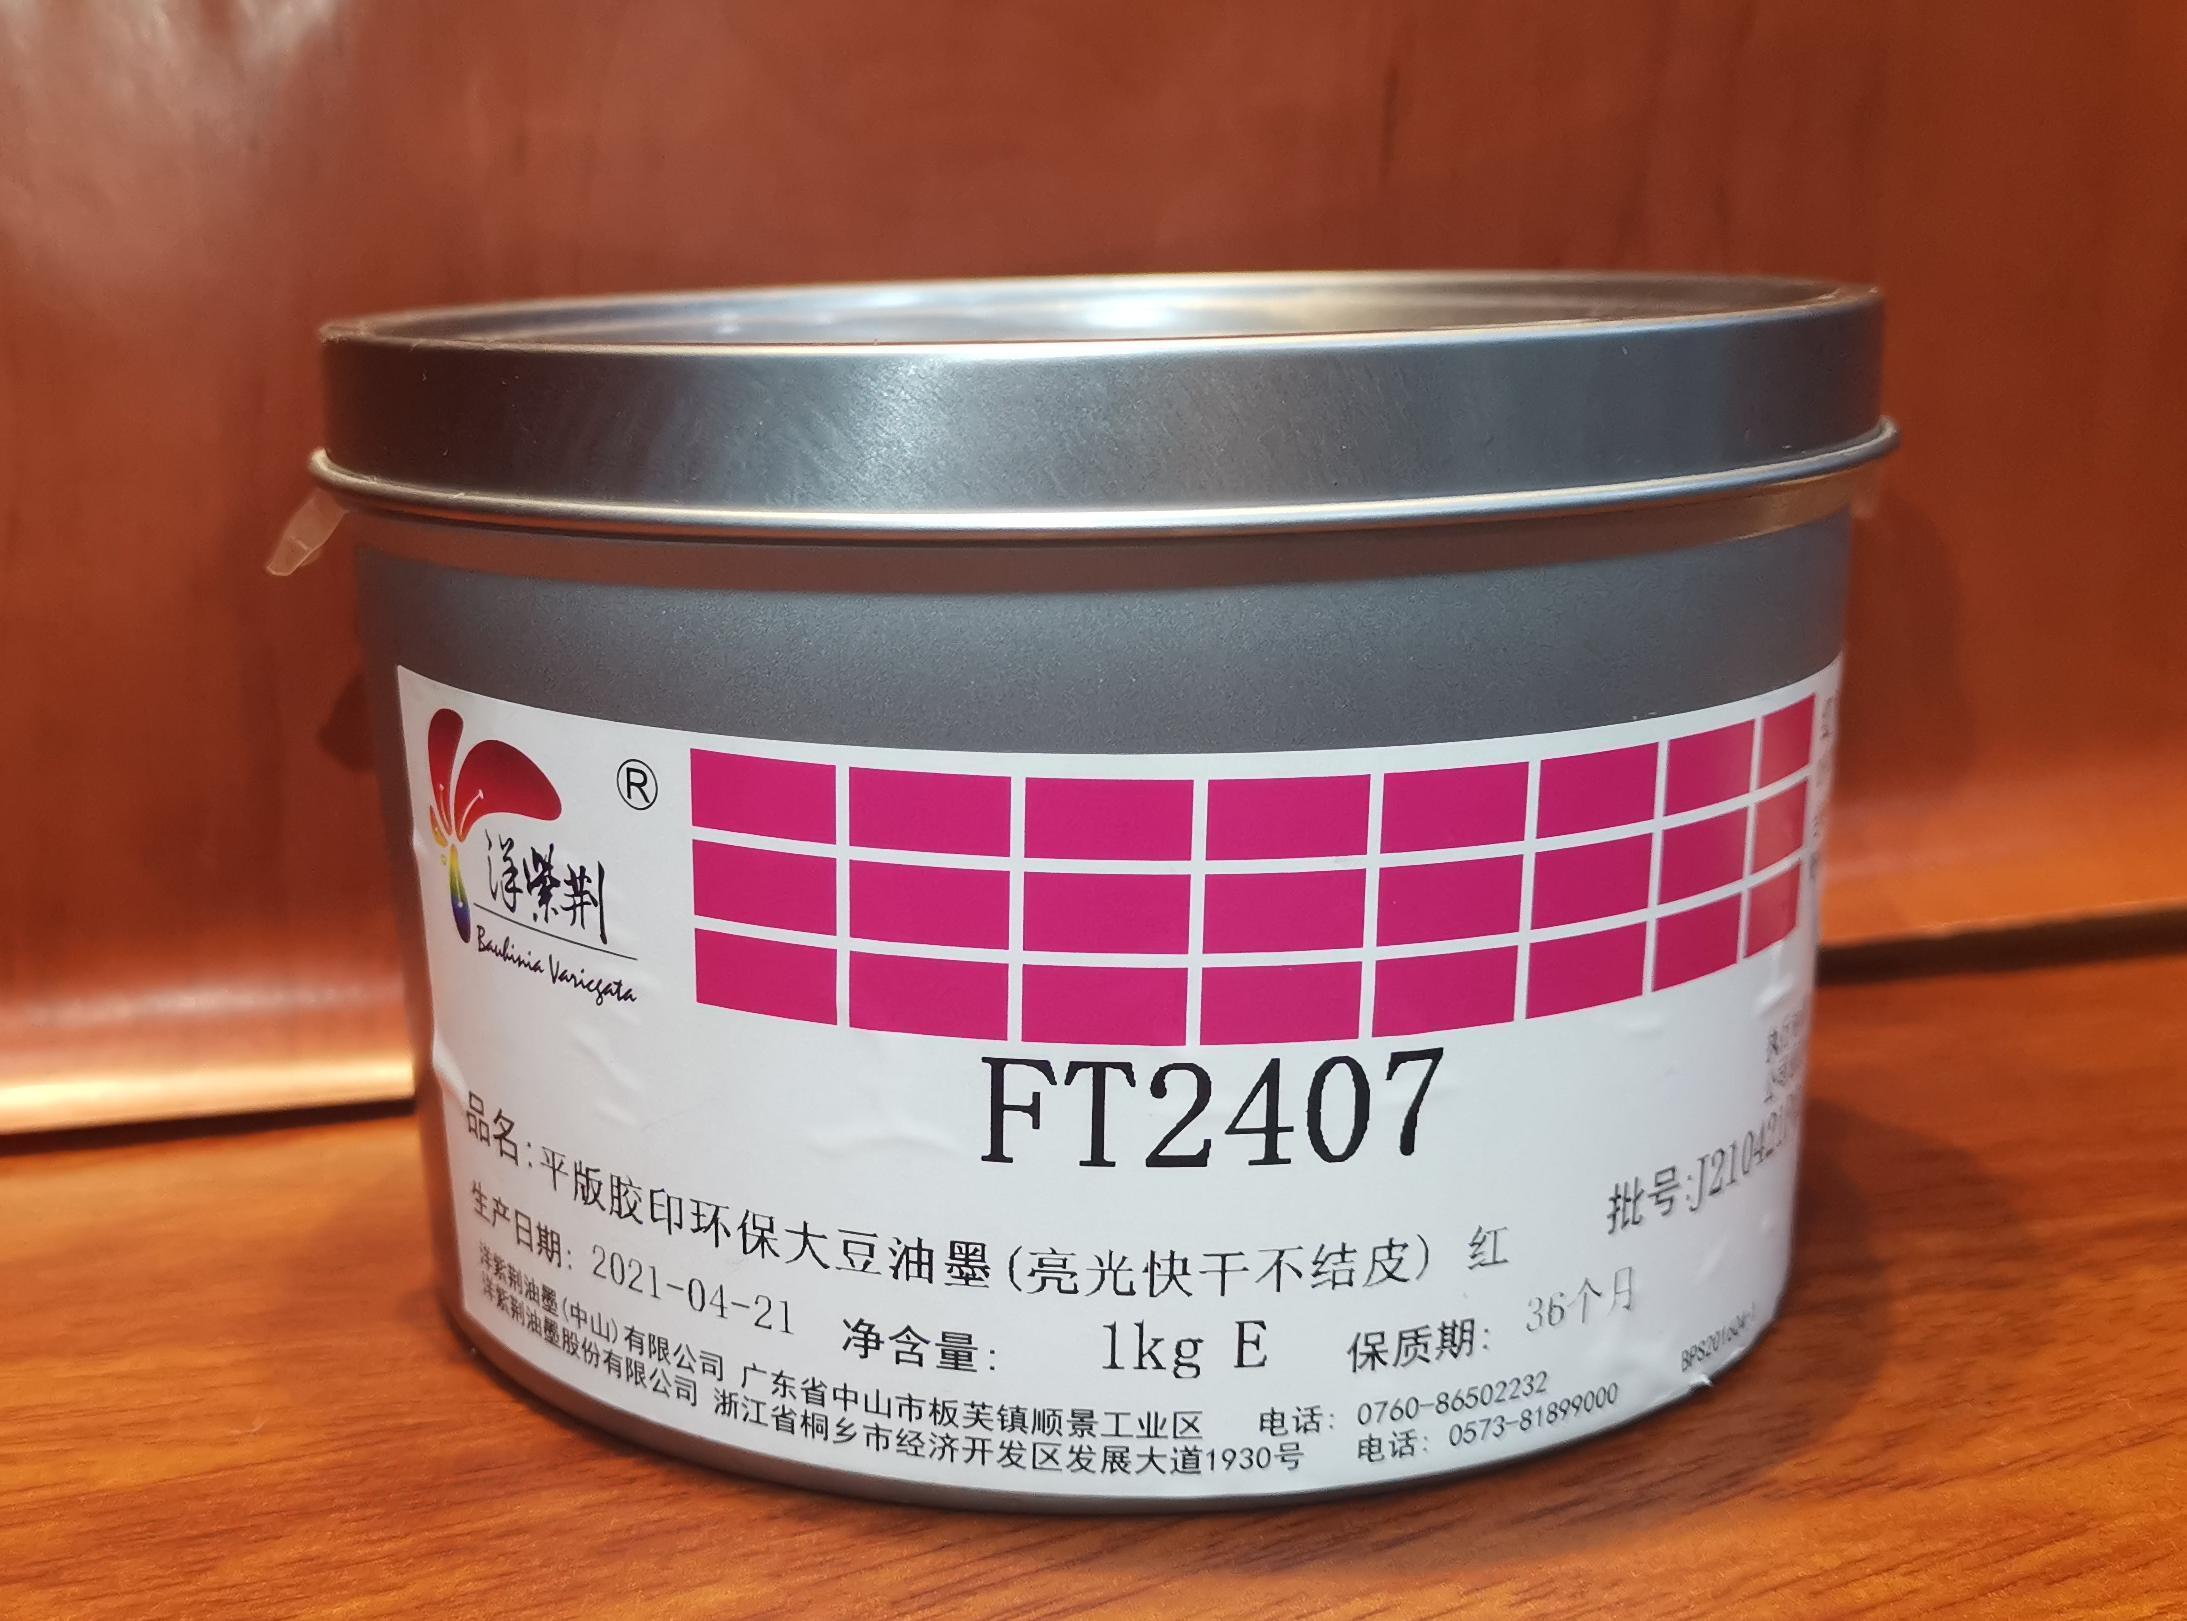 ®
洋紫荆
Bauhinia Variegata
FT2407
品名:平版胶印环保大豆油墨(亮光快干不结皮) 红
批号:J210421
生产日期: 2021-04-21 净含量: 1kg E 保质期: 36个月
洋紫荆油墨(中山)有限公司 广东省中山市板芙镇顺景工业区 电话: 0760-86502232
洋紫荆油墨股份有限公司 浙江省桐乡市经济开发区发展大道1930号 电话: 0573-81899000